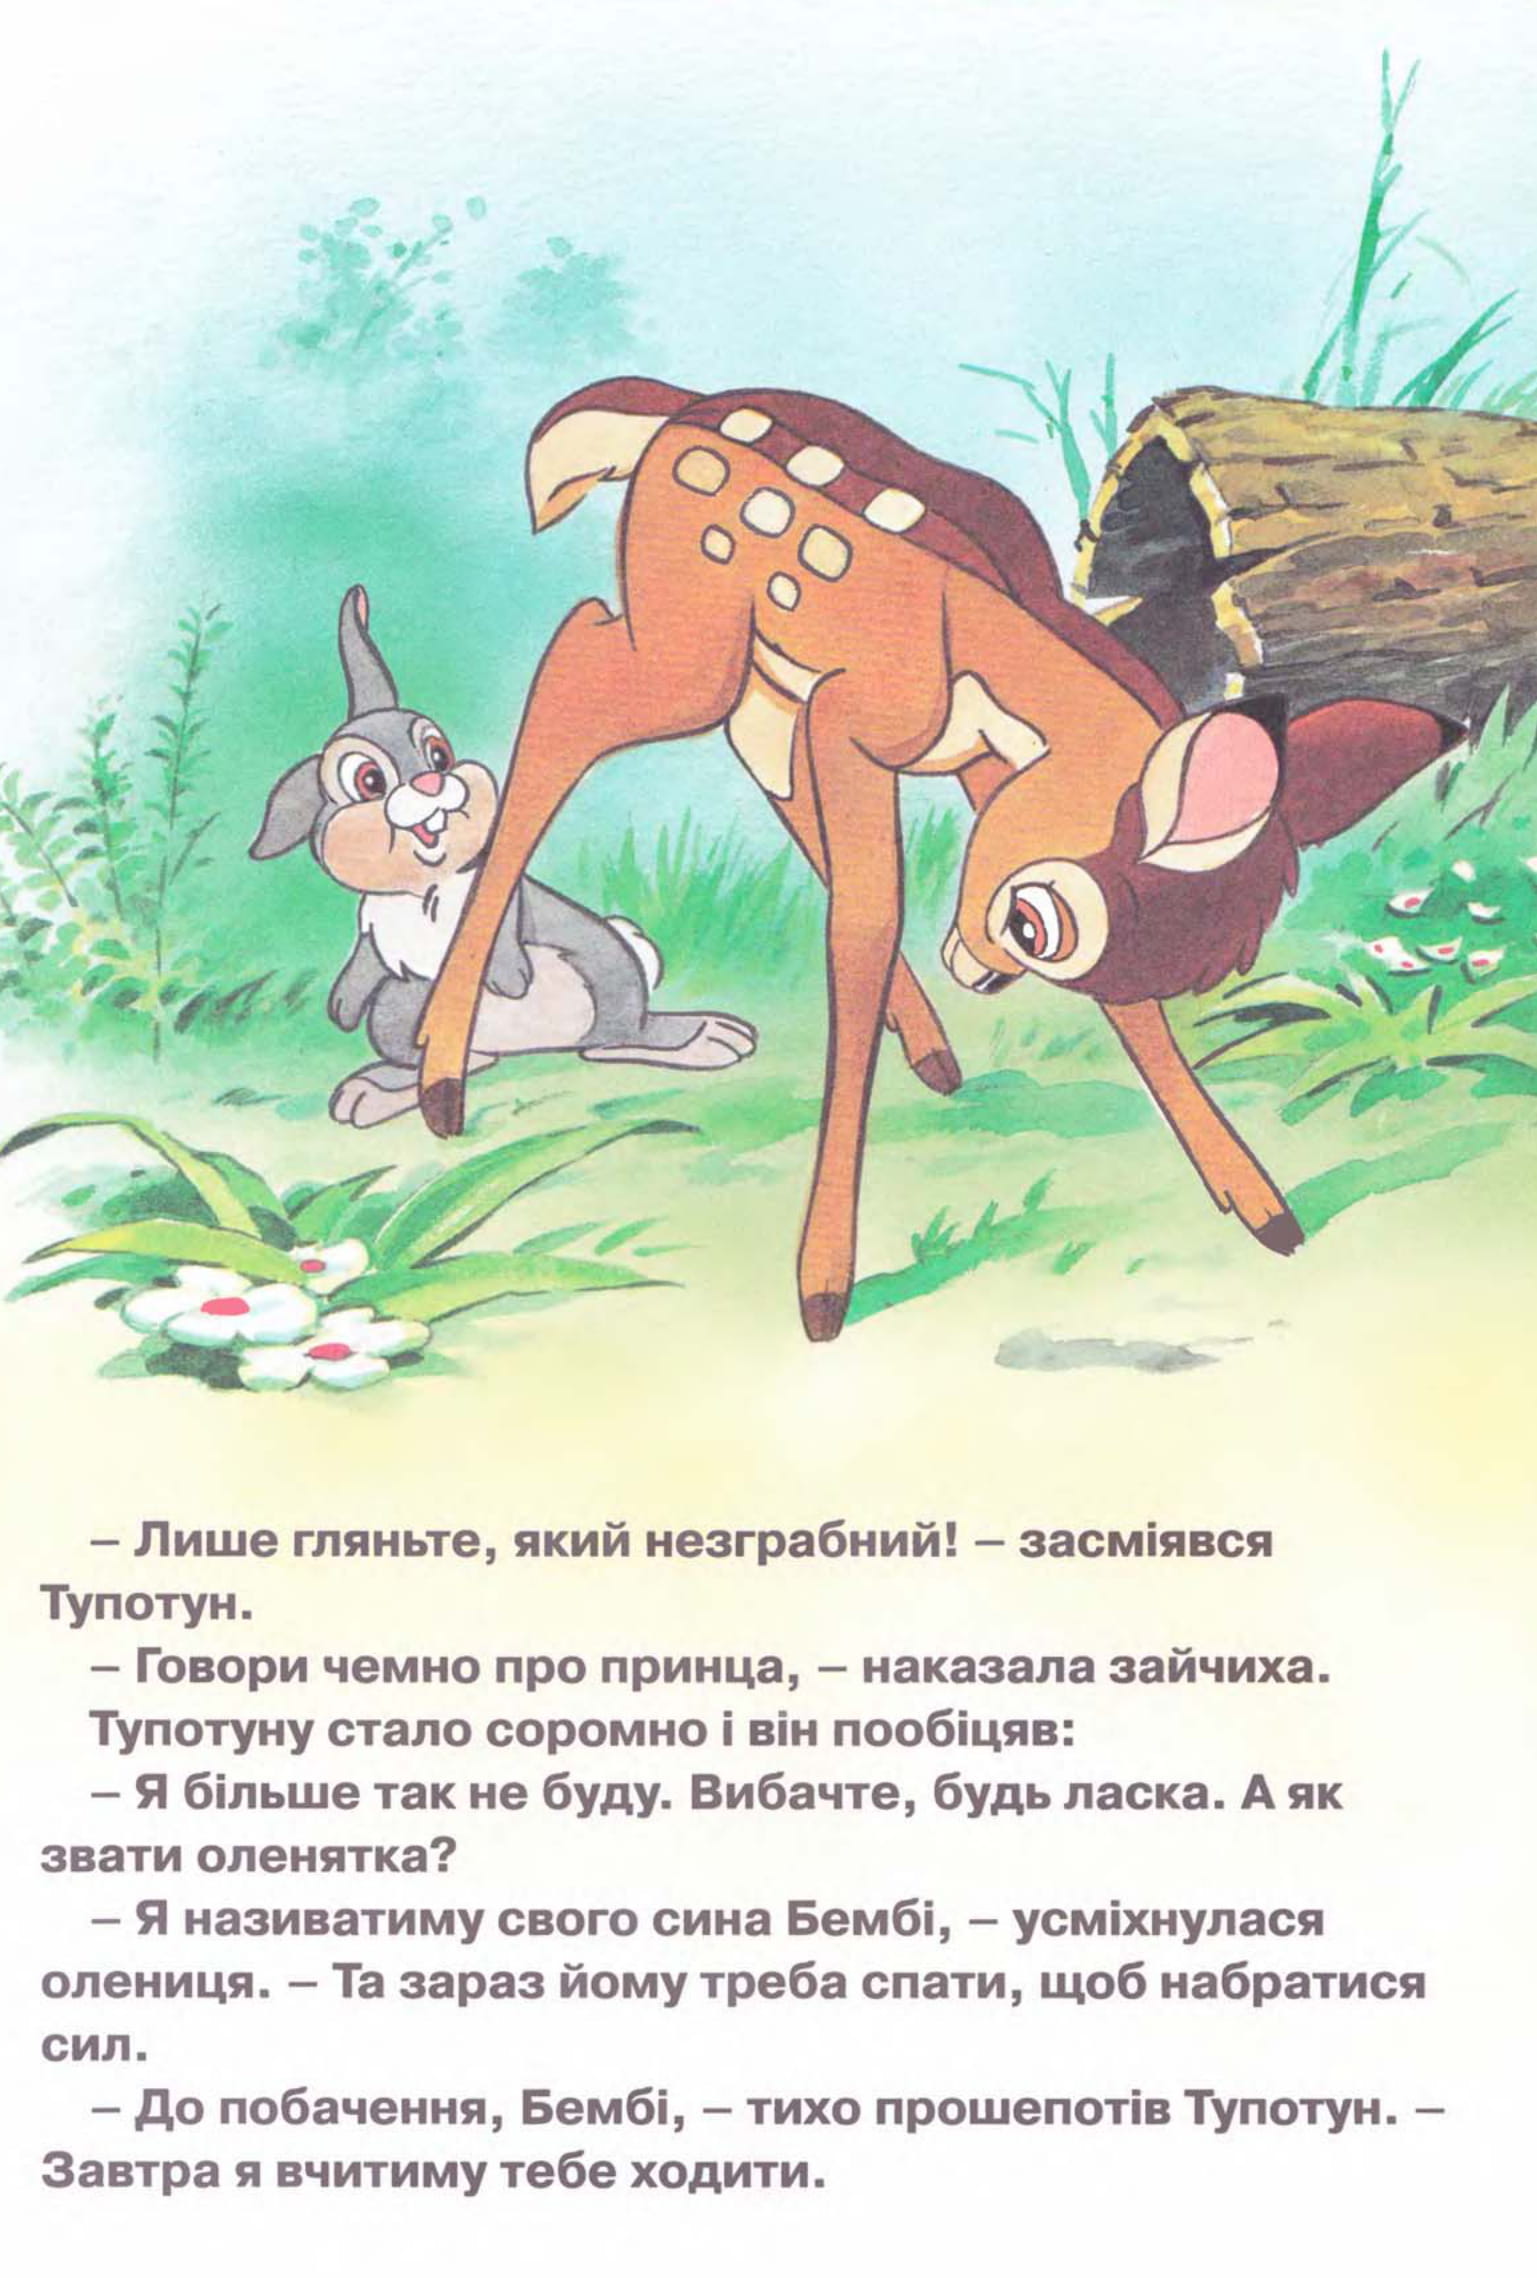 – Лише гляньте, який незграбний! – засміявся
Тупотун.
– Говори чемно про принца, – наказала зайчиха.
Тупотуну стало соромно і він пообіцяв:
– Я більше так не буду. Вибачте, будь ласка. А як
звати оленятка?
– Я називатиму свого сина Бембі, – усміхнулася
олениця. – Та зараз йому треба спати, щоб набратися
сил.
– До побачення, Бембі, – тихо прошепотів Тупотун. –
Завтра я вчитиму тебе ходити.